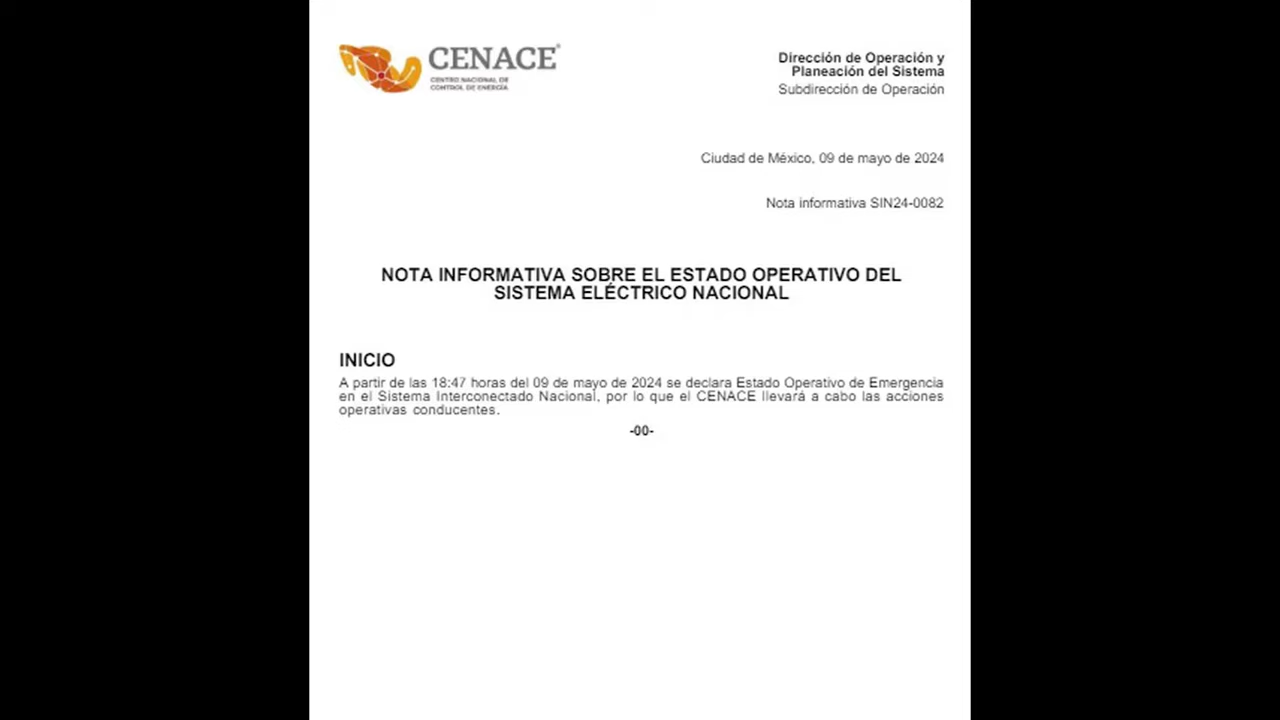 CENACE
CENTRO NACIONAL DE
CONTROL DE ENERGÍA
Dirección de Operación y
Planeación del Sistema
Subdirección de Operación
Ciudad de México, 09 de mayo de 2024
Nota informativa SIN24-0082
NOTA INFORMATIVA SOBRE EL ESTADO OPERATIVO DEL
SISTEMA ELÉCTRICO NACIONAL
INICIO
A partir de las 18:47 horas del 09 de mayo de 2024 se declara Estado Operativo de Emergencia
en el Sistema Interconectado Nacional, por lo que el CENACE llevará a cabo las acciones
operativas conducentes.
-00-